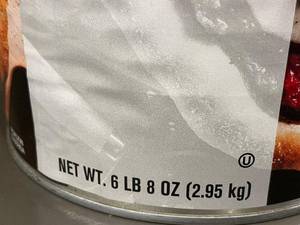 Ⓤ
NET WT. 6 LB 8 OZ (2.95 kg)